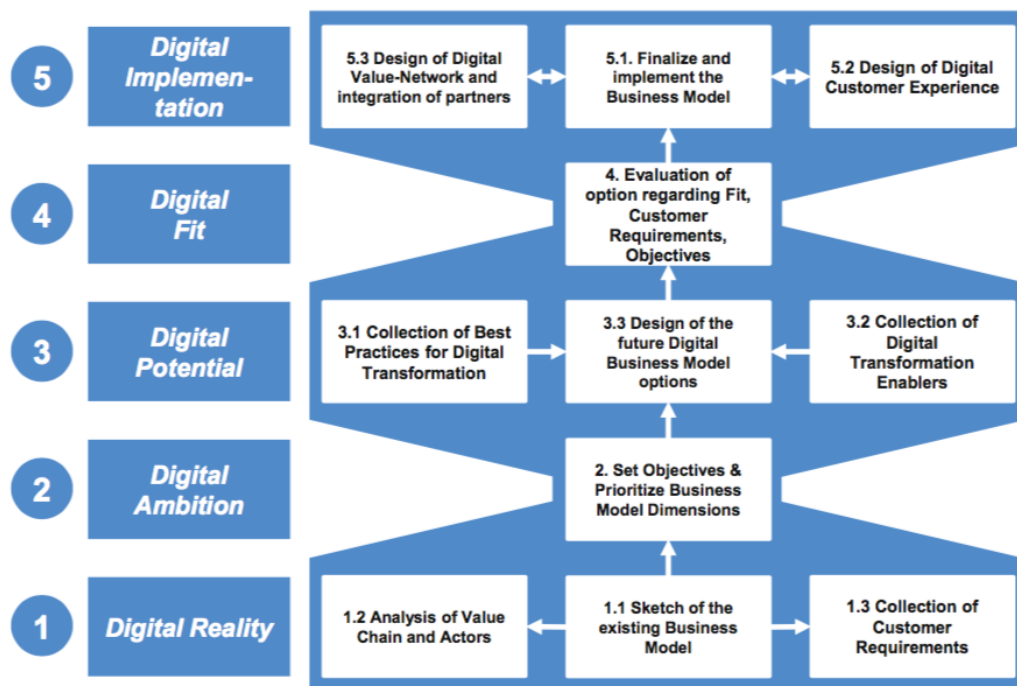 5
Digital
Implemen-
tation
5.3 Design of Digital
Value-Network and
integration of partners
5.1. Finalize and
implement the
Business Model
5.2 Design of Digital
Customer Experience
4
Digital
Fit
4. Evaluation of
option regarding Fit,
Customer
Requirements,
Objectives
3
Digital
Potential
3.1 Collection of Best
Practices for Digital
Transformation
3.3 Design of the
future Digital
Business Model
options
3.2 Collection of
Digital
Transformation
Enablers
2
Digital
Ambition
2. Set Objectives &
Prioritize Business
Model Dimensions
1
Digital Reality
1.2 Analysis of Value
Chain and Actors
1.1 Sketch of the
existing Business
Model
1.3 Collection of
Customer
Requirements